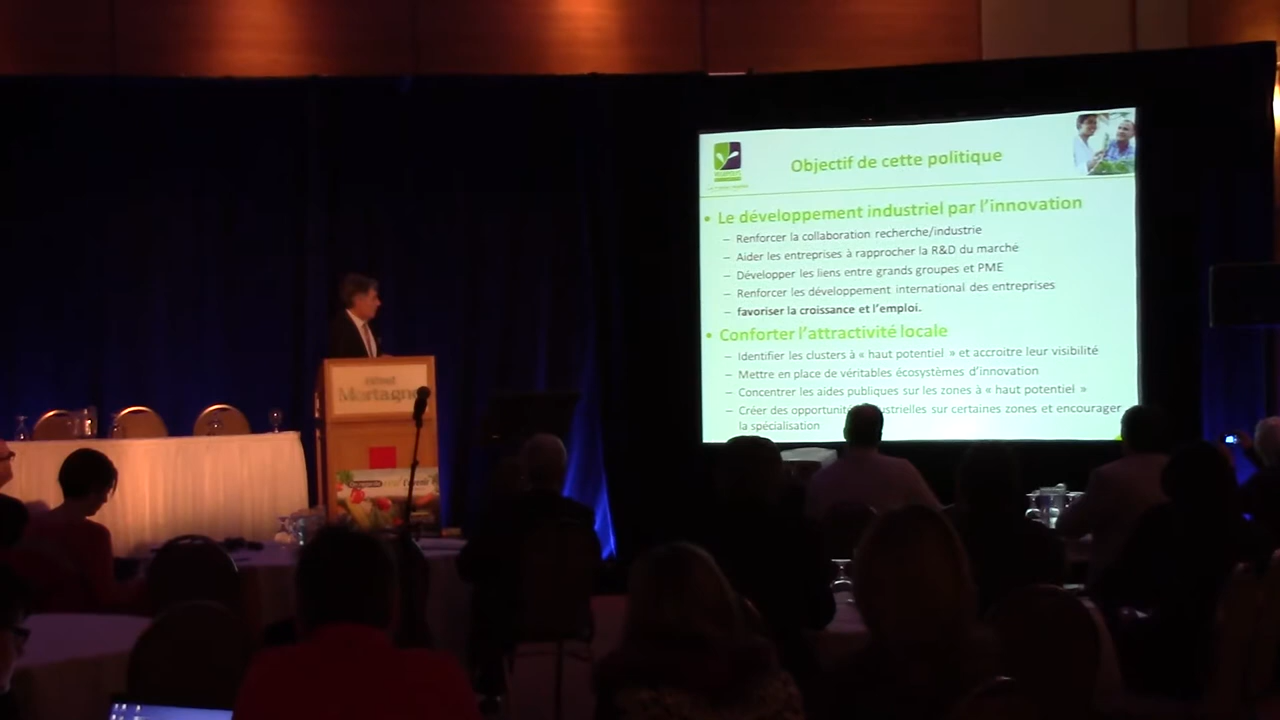 Objectif de cette politique
• Le développement industriel par l'innovation
– Renforcer la collaboration recherche/industrie
– Aider les entreprises à rapprocher la R&D du marché
– Développer les liens entre grands groupes et PME
– Renforcer les développement international des entreprises
– favoriser la croissance et l'emploi.
• Conforter l'attractivité locale
– Identifier les clusters à « haut potentiel » et accroitre leur visibilité
– Mettre en place de véritables écosystèmes d'innovation
– Concentrer les aides publiques sur les zones à « haut potentiel »
– Créer des opportunité ustrielles sur certaines zones et encourager
la spécialisation
Hôtel
Mortagne